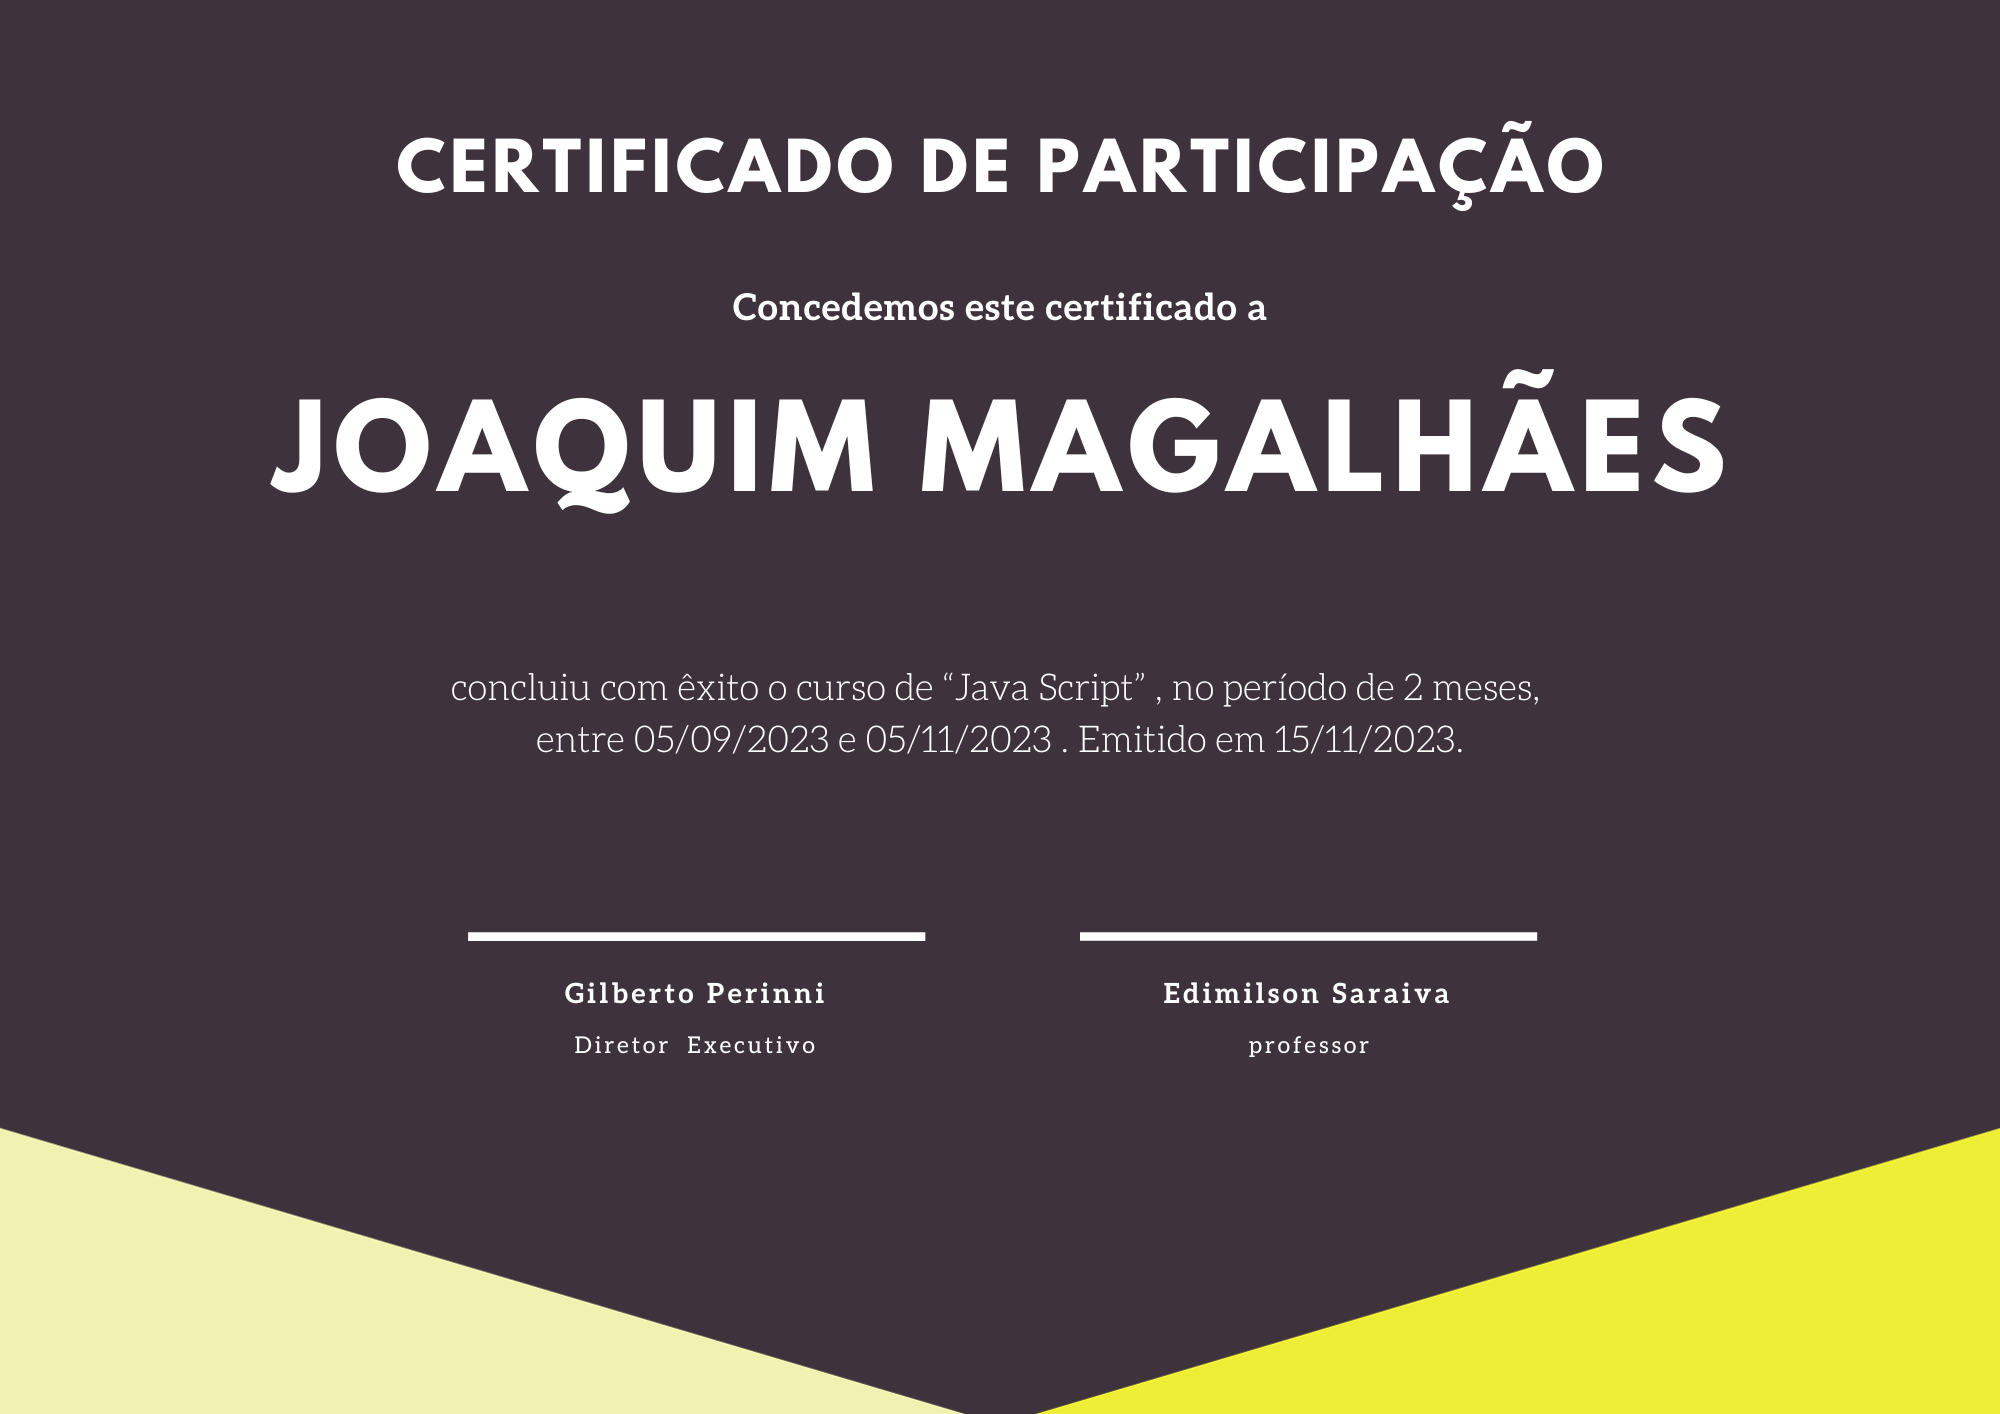 CERTIFICADO DE PARTICIPAÇÃO
Concedemos este certificado a
JOAQUIM MAGALHÃES
concluiu com êxito o curso de “Java Script” , no período de 2 meses,
entre 05/09/2023 e 05/11/2023 . Emitido em 15/11/2023.
Gilberto Perinni
Diretor Executivo
Edimilson Saraiva
professor